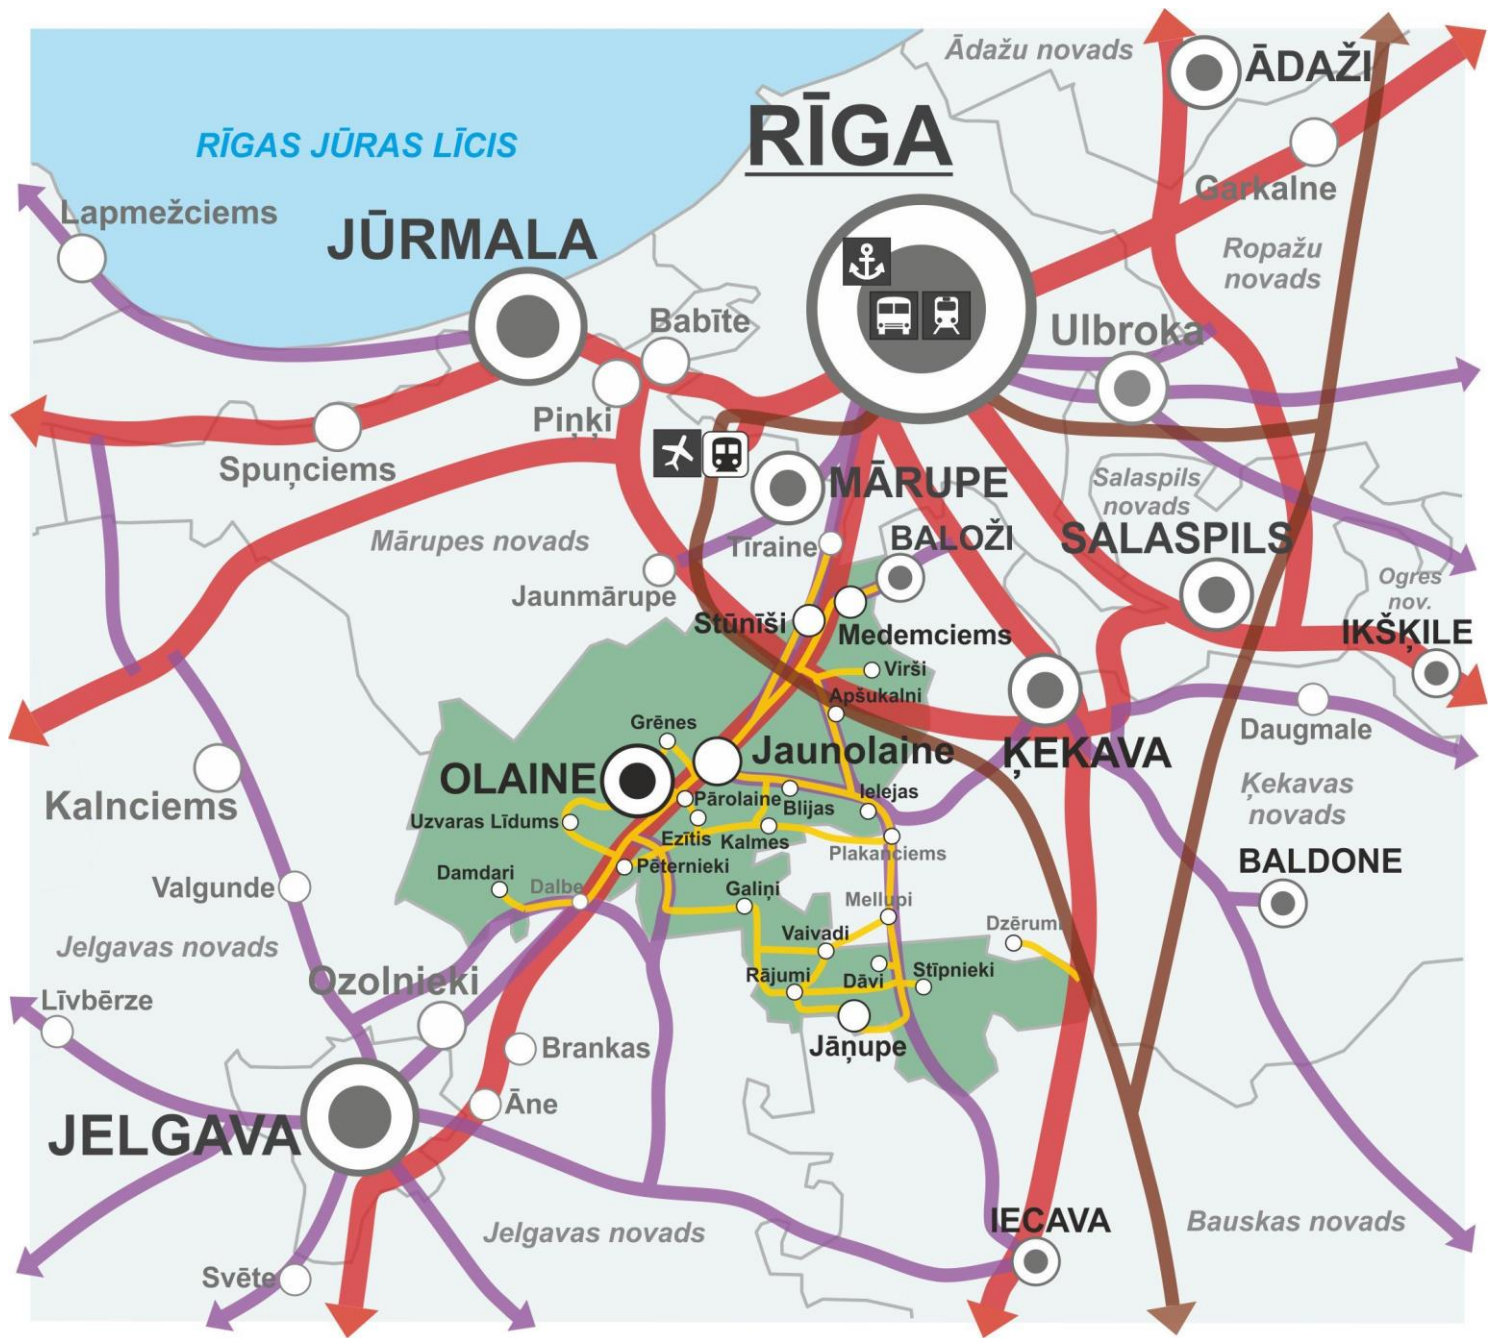 Ādažu novads
ĀDAŽI
RĪGA
RĪGAS JŪRAS LĪCIS
Garkalne
Lapmežciems
JŪRMALA
Ropažu
novads
Babīte
Ulbroka
Piņķi
Spuņciems
MĀRUPE
Salaspils
novads
Mārupes novads
Tīraine
BALOŽI
SALASPILS
Jaunmārupe
Ogres
nov.
Stūnīši
Medemciems
IKŠĶILE
Virši
Apšukalni
Grēnes
Daugmale
Jaunolaine
ĶEKAVA
OLAINE
Kalnciems
Ķekavas
novads
Pārolaine
Blijas
Ielejas
Uzvaras Līdums
Ezītis
Kalmes
Plakanciems
BALDONE
Pēternieki
Damdari
Dalbe
Galiņi
Mellupi
Valgunde
Dzērumi
Vaivadi
Jelgavas novads
Rājumi
Dāvi
Stīpnieki
Ozolnieki
Līvbērze
Jāņupe
Brankas
Āne
JELGAVA
IECAVA
Bauskas novads
Jelgavas novads
Svēte